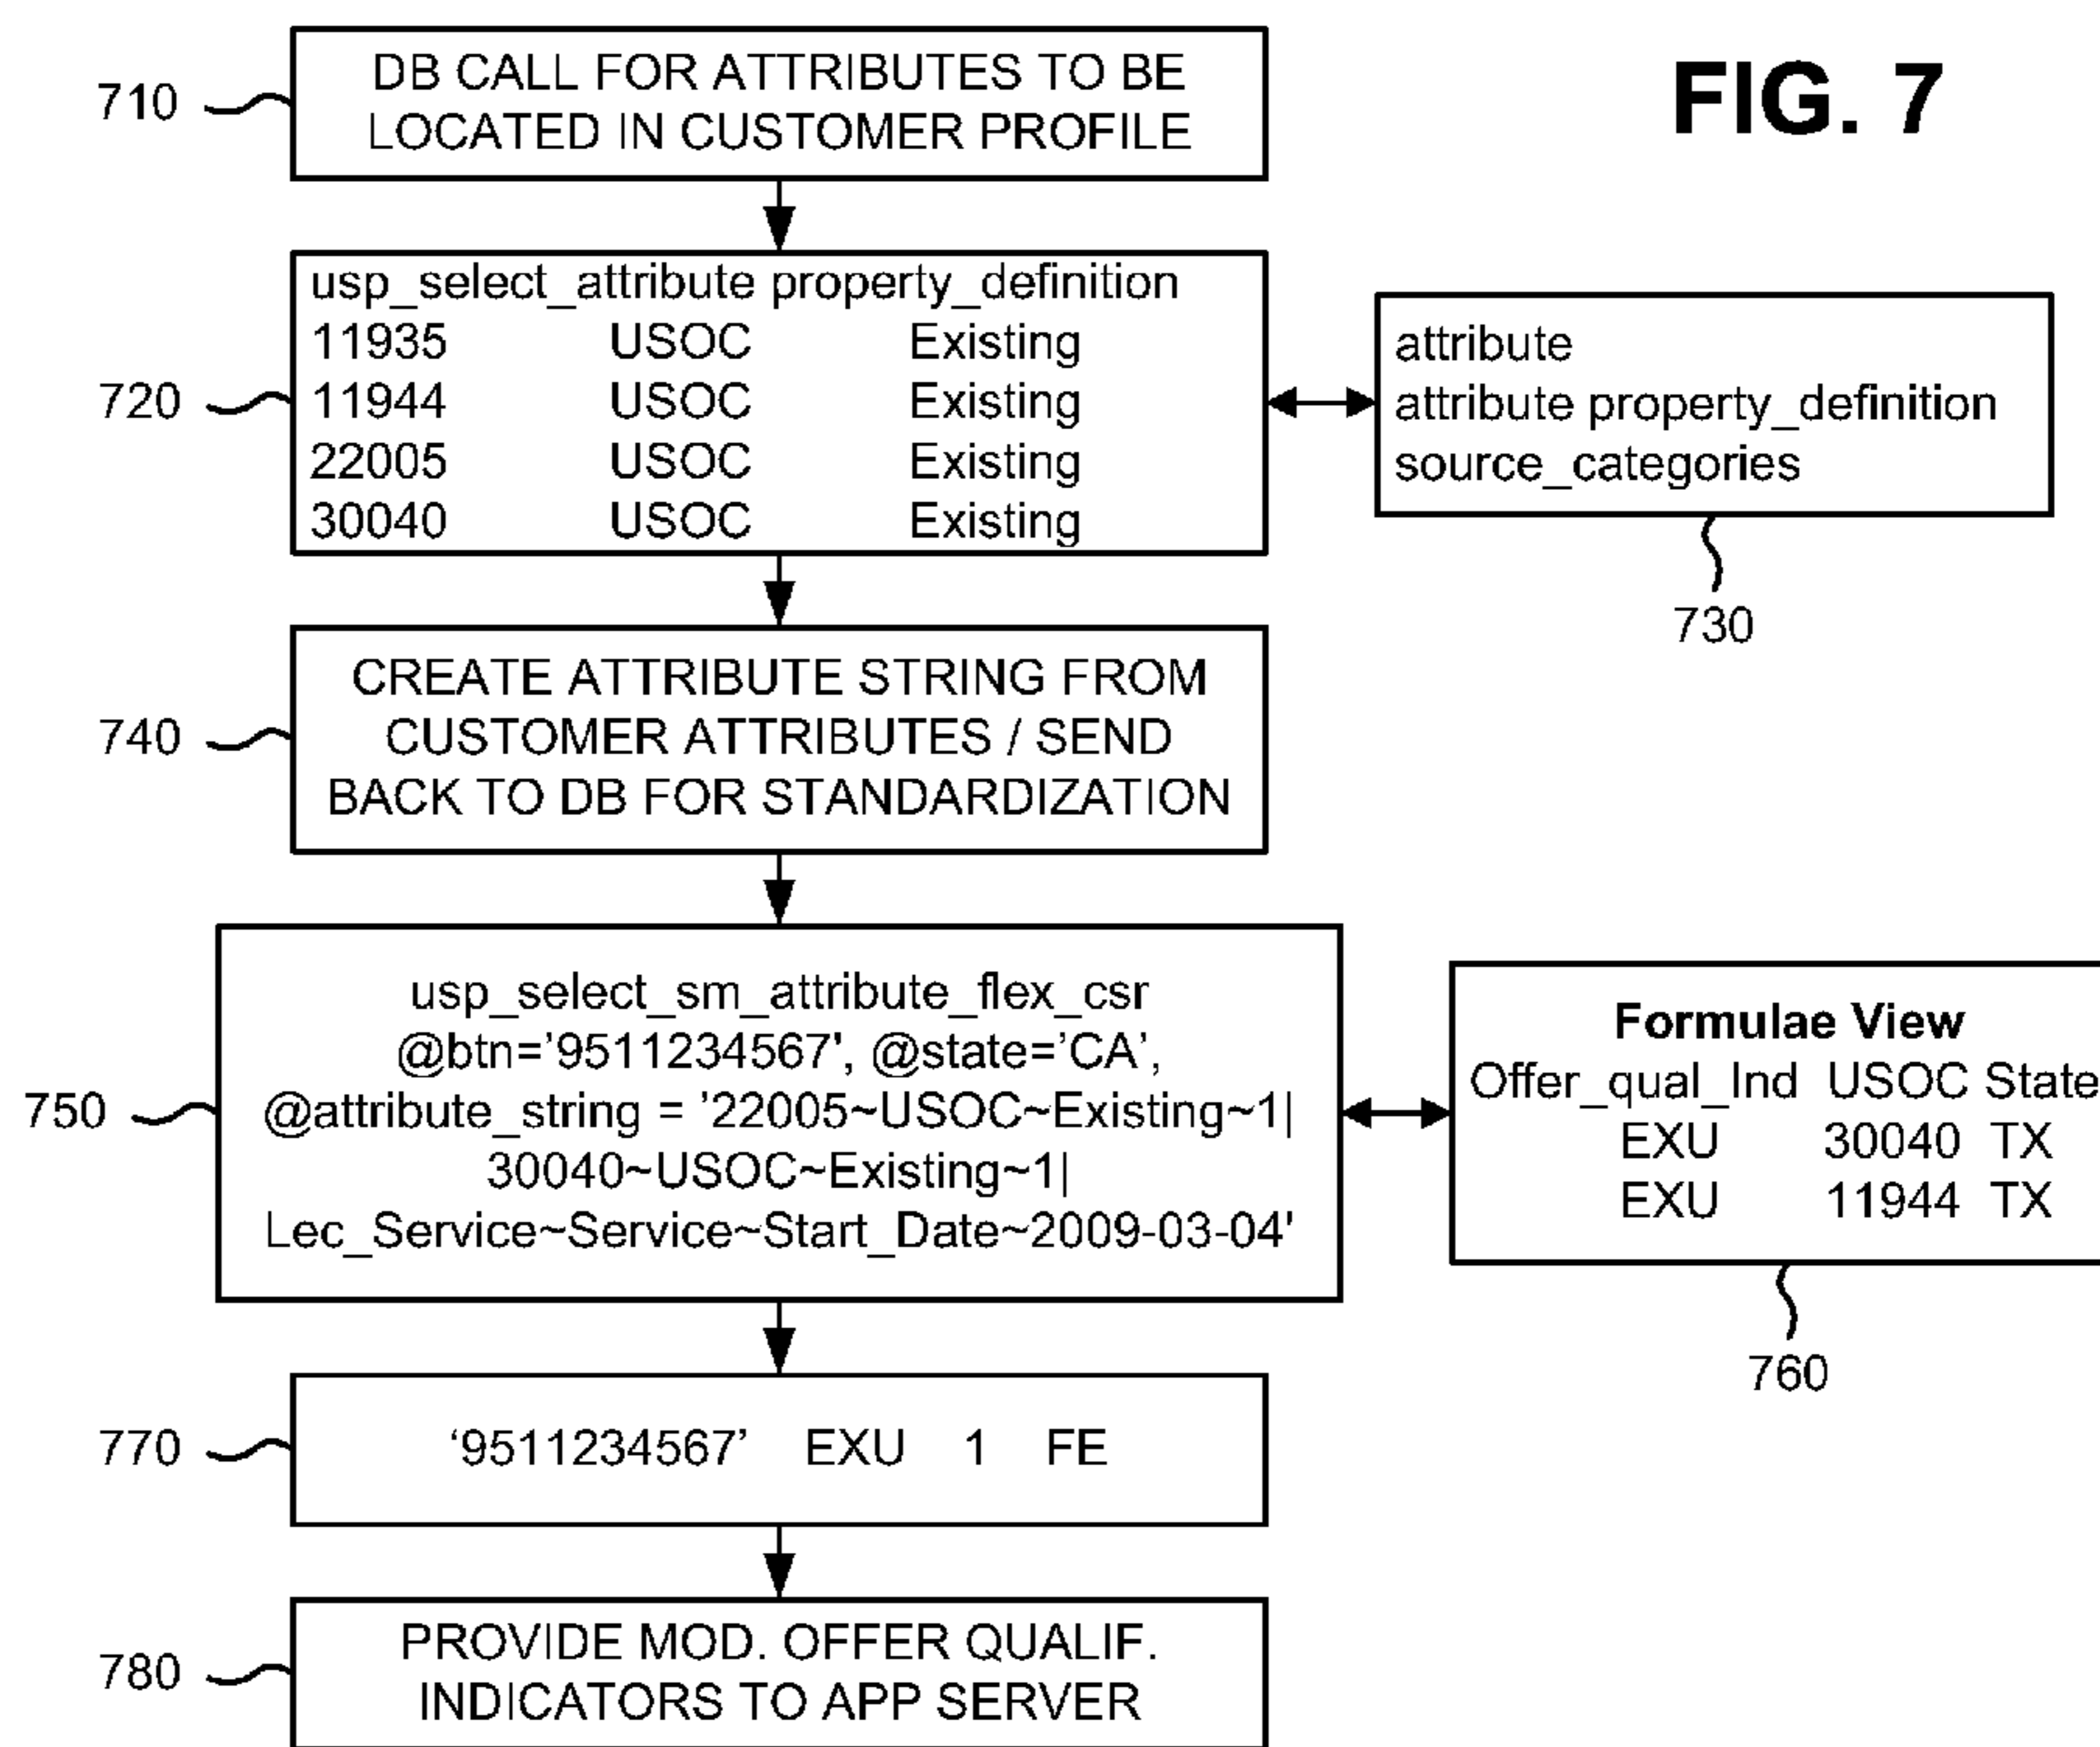 FIG. 7
710
DB CALL FOR ATTRIBUTES TO BE
LOCATED IN CUSTOMER PROFILE
720
usp_select_attribute property_definition
11935 USOC Existing
11944 USOC Existing
22005 USOC Existing
30040 USOC Existing
attribute
attribute property_definition
source_categories
730
740
CREATE ATTRIBUTE STRING FROM
CUSTOMER ATTRIBUTES / SEND
BACK TO DB FOR STANDARDIZATION
750
usp_select_sm_attribute_flex_csr
@btn='9511234567', @state='CA',
@attribute_string = '22005~USOC~Existing~1|
30040~USOC~Existing~1|
Lec_Service~Service~Start_Date~2009-03-04'
Formulae View
Offer_qual_Ind USOC State
EXU 30040 TX
EXU 11944 TX
760
770
‘9511234567’ EXU 1 FE
780
PROVIDE MOD. OFFER QUALIF.
INDICATORS TO APP SERVER